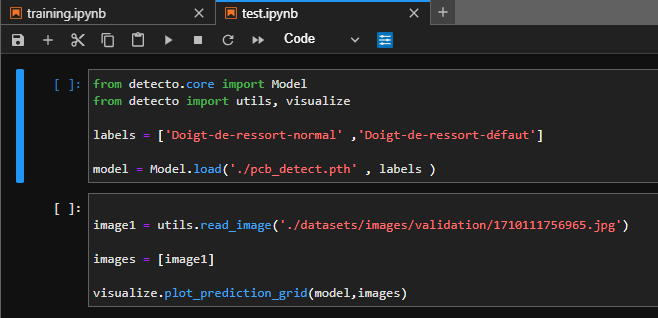 training.ipynb
test.ipynb
Code
[ ]:
from detecto.core import Model
from detecto import utils, visualize
labels = ['Doigt-de-ressort-normal' ,'Doigt-de-ressort-défaut']
model = Model.load('./pcb_detect.pth' , labels )
[ ]:
image1 = utils.read_image('./datasets/images/validation/1710111756965.jpg')
images = [image1]
visualize.plot_prediction_grid(model,images)